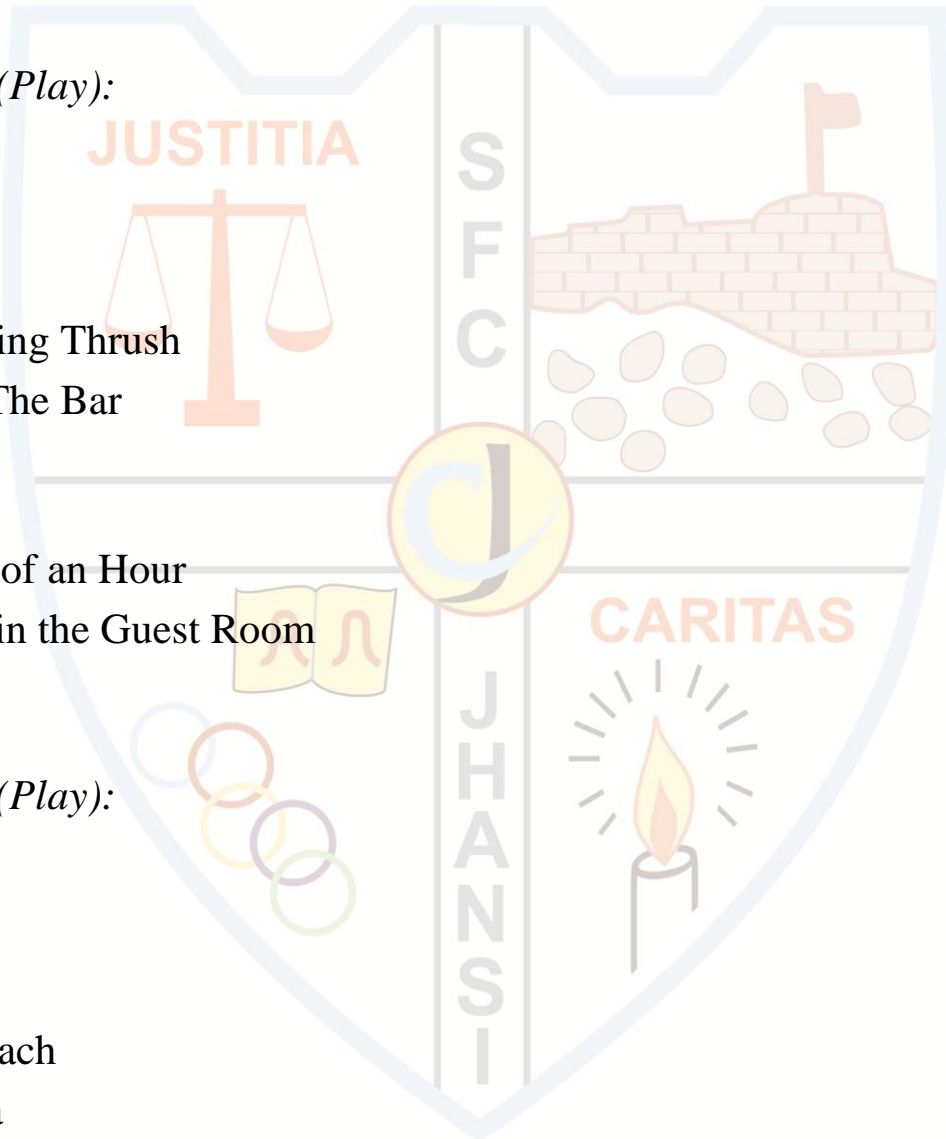 (Play):
JUSTITIA
S
F
C
ing Thrush
The Bar
of an Hour
in the Guest Room
CARITAS
J
H
A
N
S
I
(Play):
ach